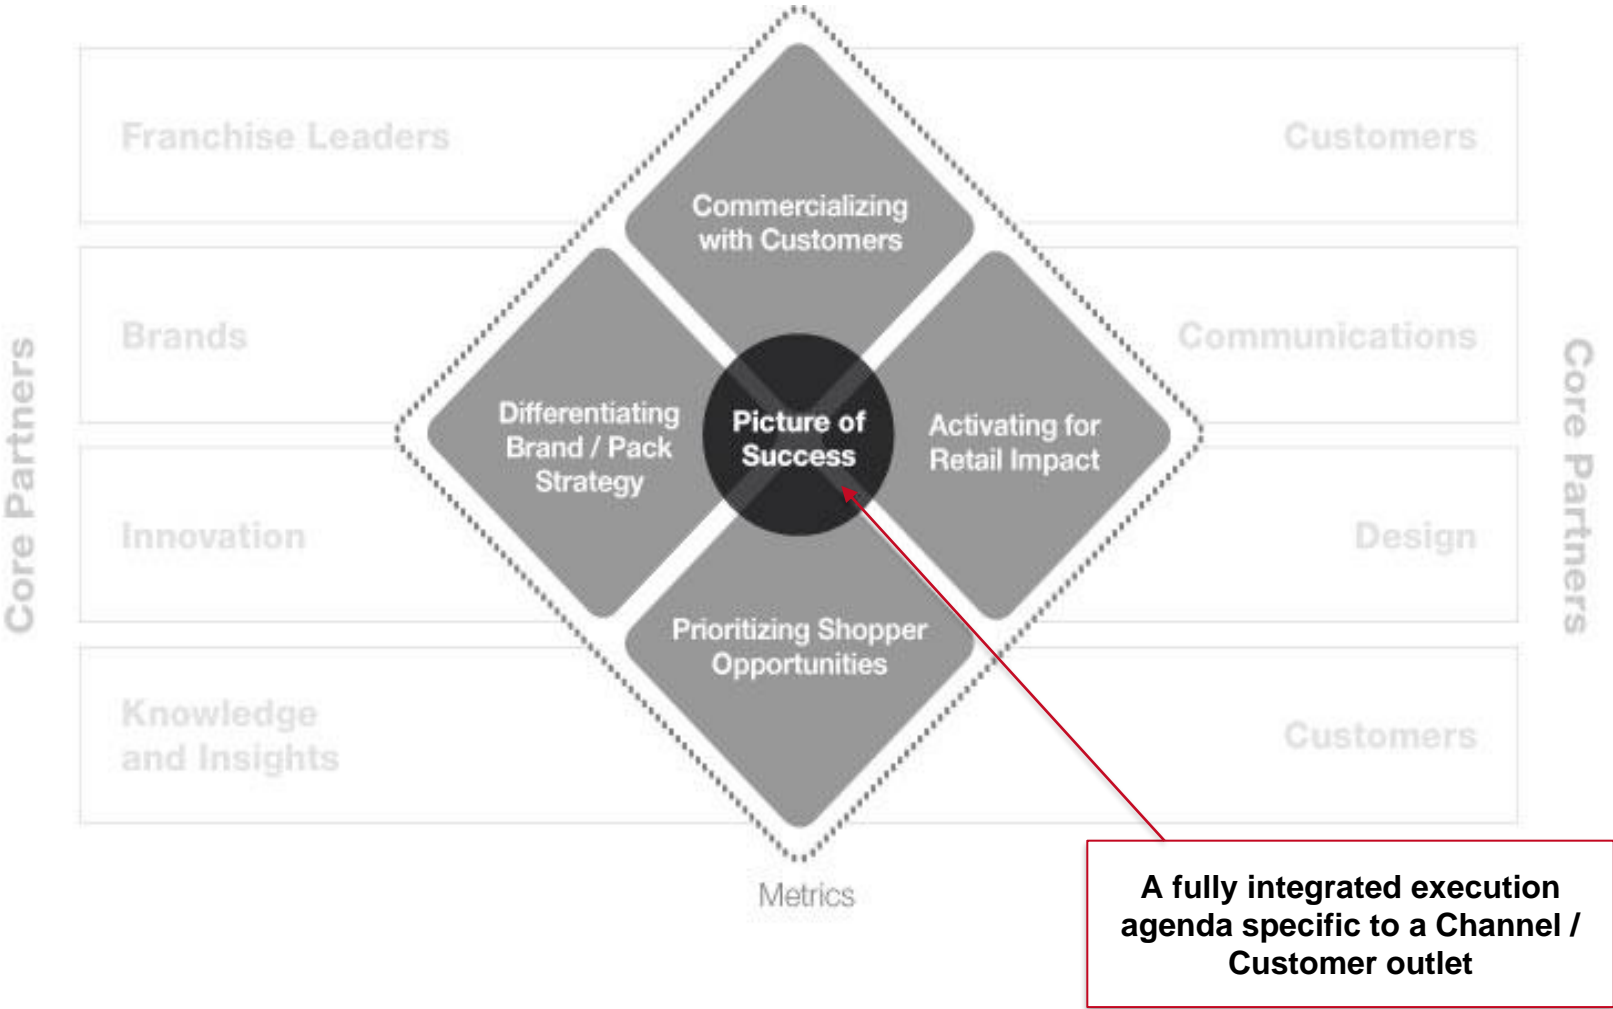 Franchise Leaders
Customers
Commercializing
with Customers
Brands
Communications
Core Partners
Core Partners
Differentiating
Brand / Pack
Strategy
Picture of
Success
Activating for
Retail Impact
Innovation
Design
Prioritizing Shopper
Opportunities
Knowledge
and Insights
Customers
Metrics
A fully integrated execution
agenda specific to a Channel /
Customer outlet